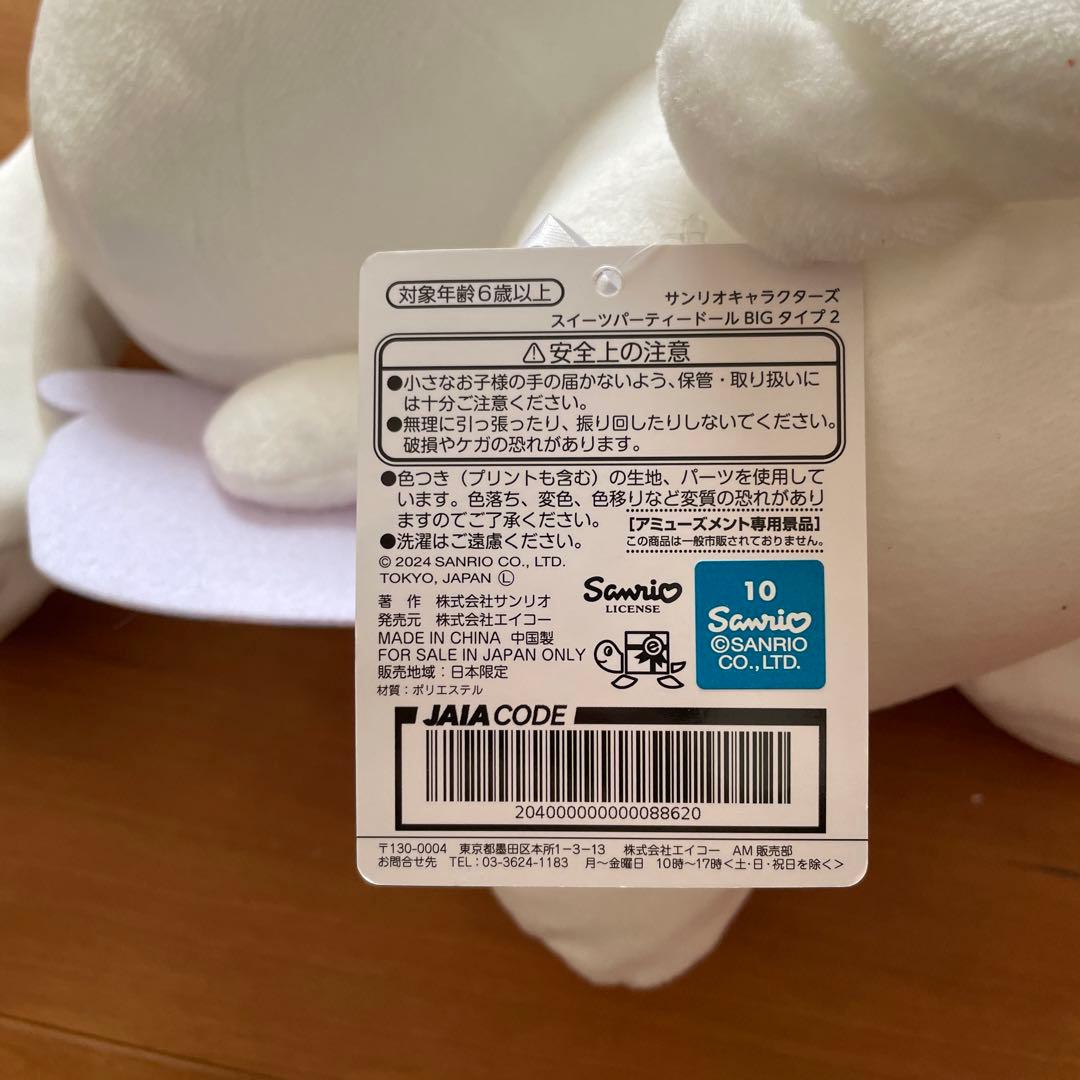 対象年齢6歳以上
サンリオキャラクターズ
スイーツパーティードール BIG タイプ2
⚠安全上の注意
●小さなお子様の手の届かないよう、保管・取り扱いに
は十分ご注意ください。
●無理に引っ張ったり、振り回したりしないでください。
破損やケガの恐れがあります。
●色つき（プリントも含む）の生地、パーツを使用して
います。色落ち、変色、色移りなど変質の恐れがあり
ますのでご了承ください。
●洗濯はご遠慮ください。
[アミューズメント専用景品]
この商品は一般市販されておりません。
© 2024 SANRIO CO., LTD.
TOKYO, JAPAN Ⓛ
著 作 株式会社サンリオ
発売元 株式会社エイコー
MADE IN CHINA 中国製
FOR SALE IN JAPAN ONLY
販売地域：日本限定
材質：ポリエステル
Sanrio
LICENSE
e
10
Sanrio
©SANRIO
CO.,LTD.
JAIA CODE
204000000000088620
〒130-0004 東京都墨田区本所1-3-13 株式会社エイコー AM販売部
お問合せ先 TEL：03-3624-1183 月～金曜日 10時～17時＜土・日・祝日を除く＞